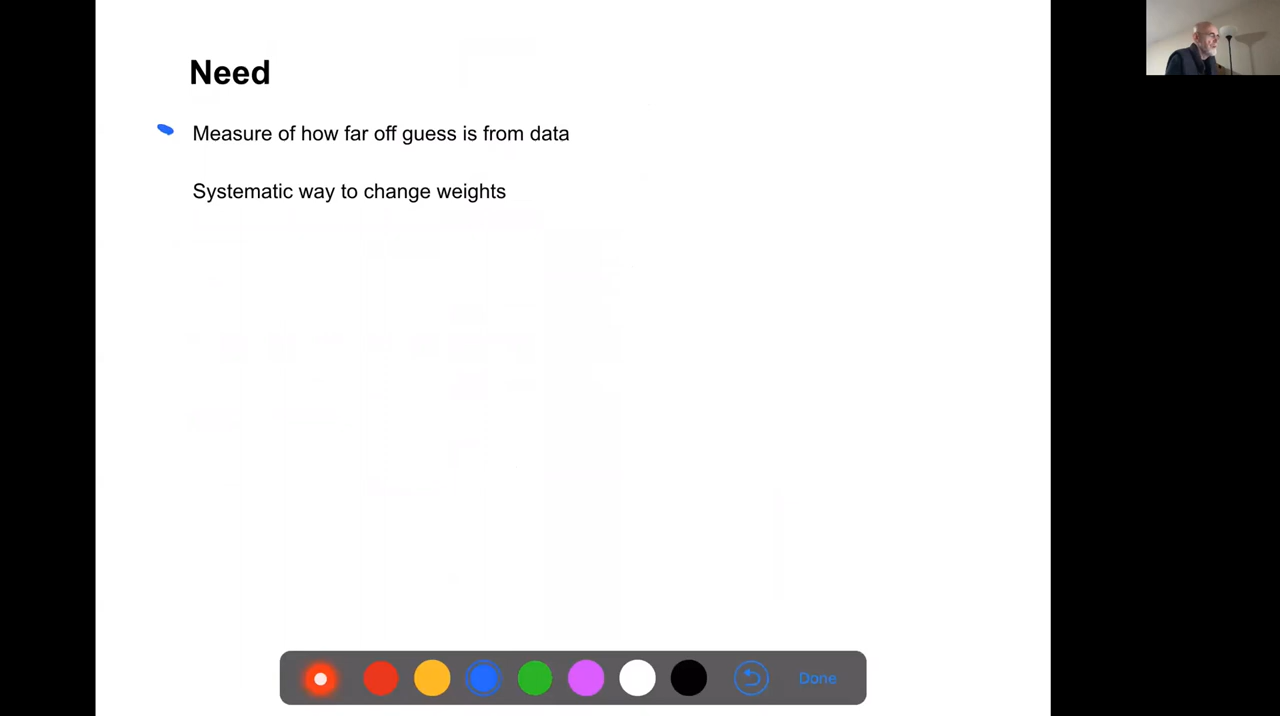 Need
Measure of how far off guess is from data
Systematic way to change weights
Done